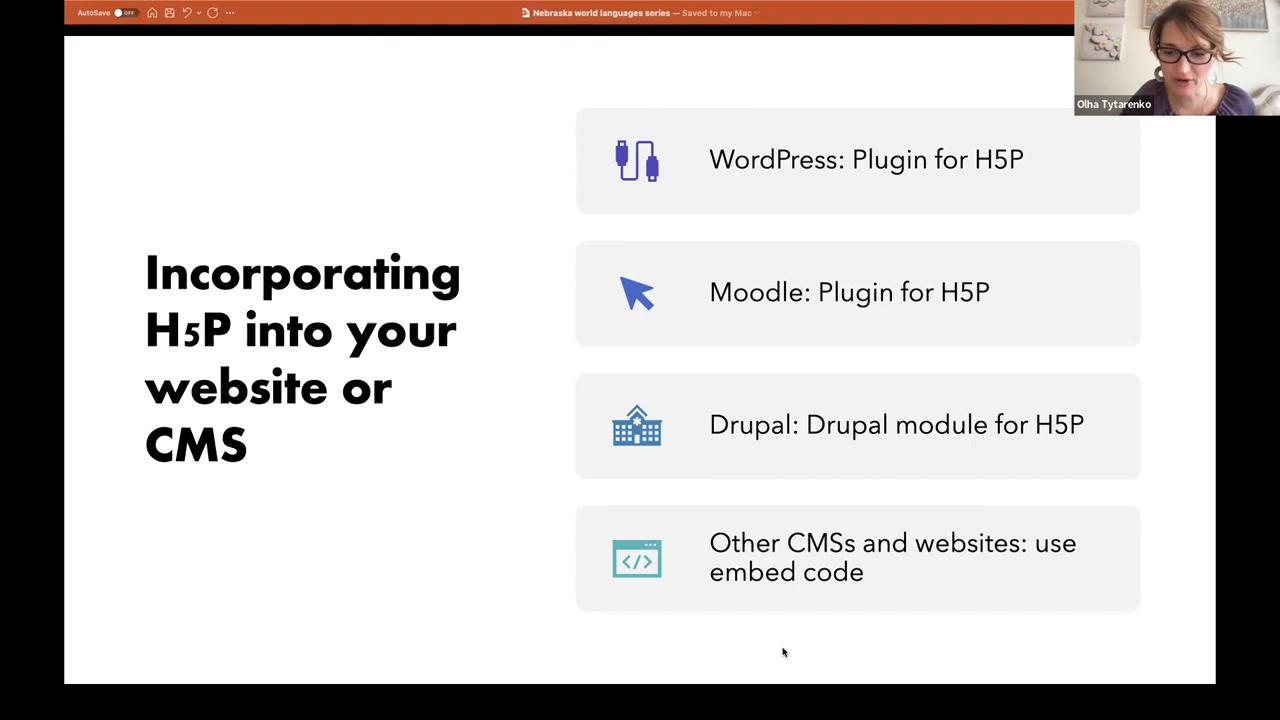 AutoSave OFF
Nebraska world languages series — Saved to my Mac
Olha Tytarenko
Incorporating
H5P into your
website or
CMS
WordPress: Plugin for H5P
Moodle: Plugin for H5P
Drupal: Drupal module for H5P
Other CMSs and websites: use
embed code